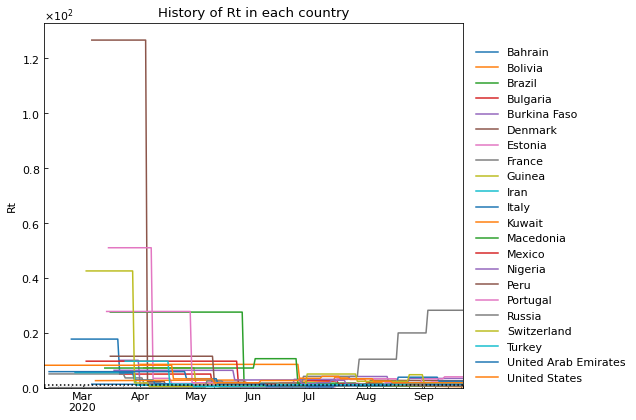 History of Rt in each country
×10²
1.2
1.0
0.8
0.6
0.4
0.2
0.0
Rt
Mar
2020
Apr
May
Jun
Jul
Aug
Sep
Bahrain
Bolivia
Brazil
Bulgaria
Burkina Faso
Denmark
Estonia
France
Guinea
Iran
Italy
Kuwait
Macedonia
Mexico
Nigeria
Peru
Portugal
Russia
Switzerland
Turkey
United Arab Emirates
United States